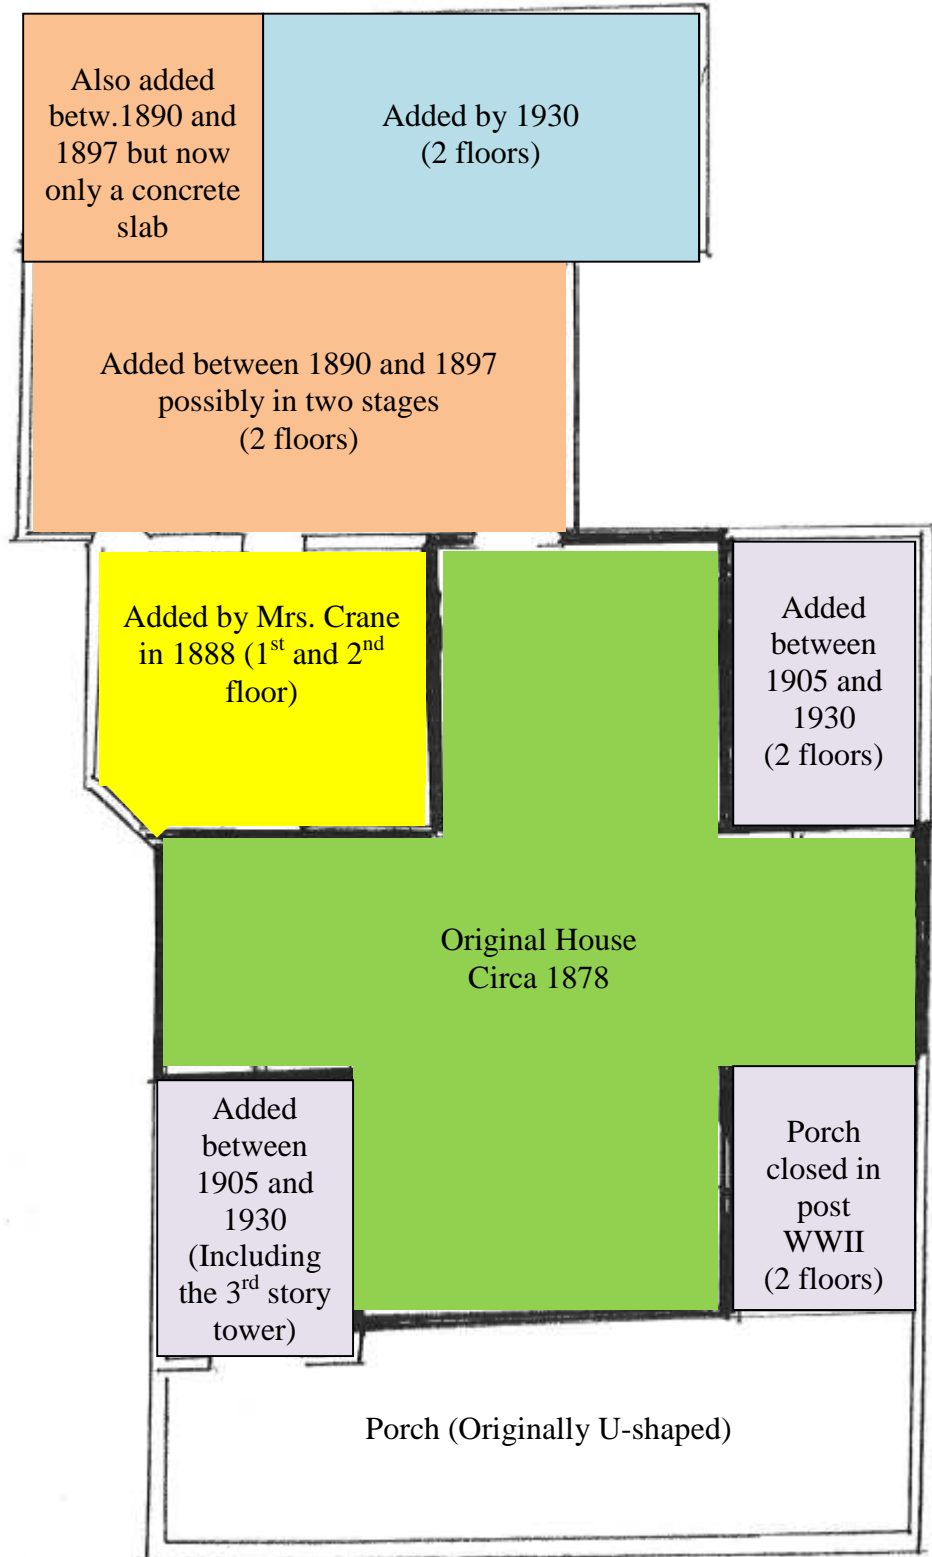 Also added
betw.1890 and
1897 but now
only a concrete
slab
Added by 1930
(2 floors)
Added between 1890 and 1897
possibly in two stages
(2 floors)
Added by Mrs. Crane
in 1888 (1st and 2nd
floor)
Added
between
1905 and
1930
(2 floors)
Original House
Circa 1878
Added
between
1905 and
1930
(Including
the 3rd story
tower)
Porch
closed in
post
WWII
(2 floors)
Porch (Originally U-shaped)